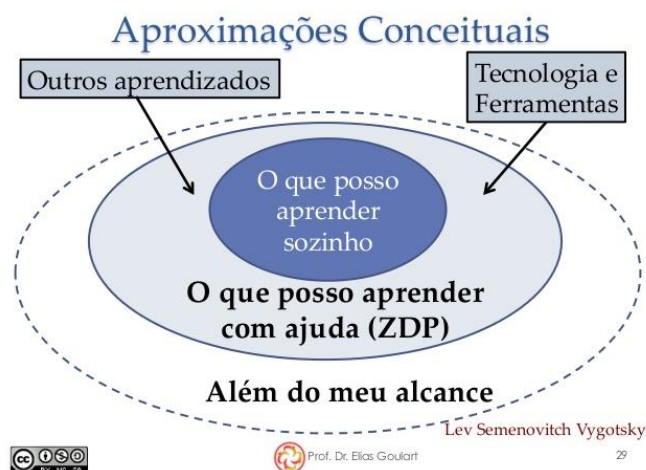 Aproximações Conceituais
Outros aprendizados
Tecnologia e
Ferramentas
O que posso
aprender
sozinho
O que posso aprender
com ajuda (ZDP)
Além do meu alcance
Lev Semenovitch Vygotsky
Prof. Dr. Elias Goulart
29